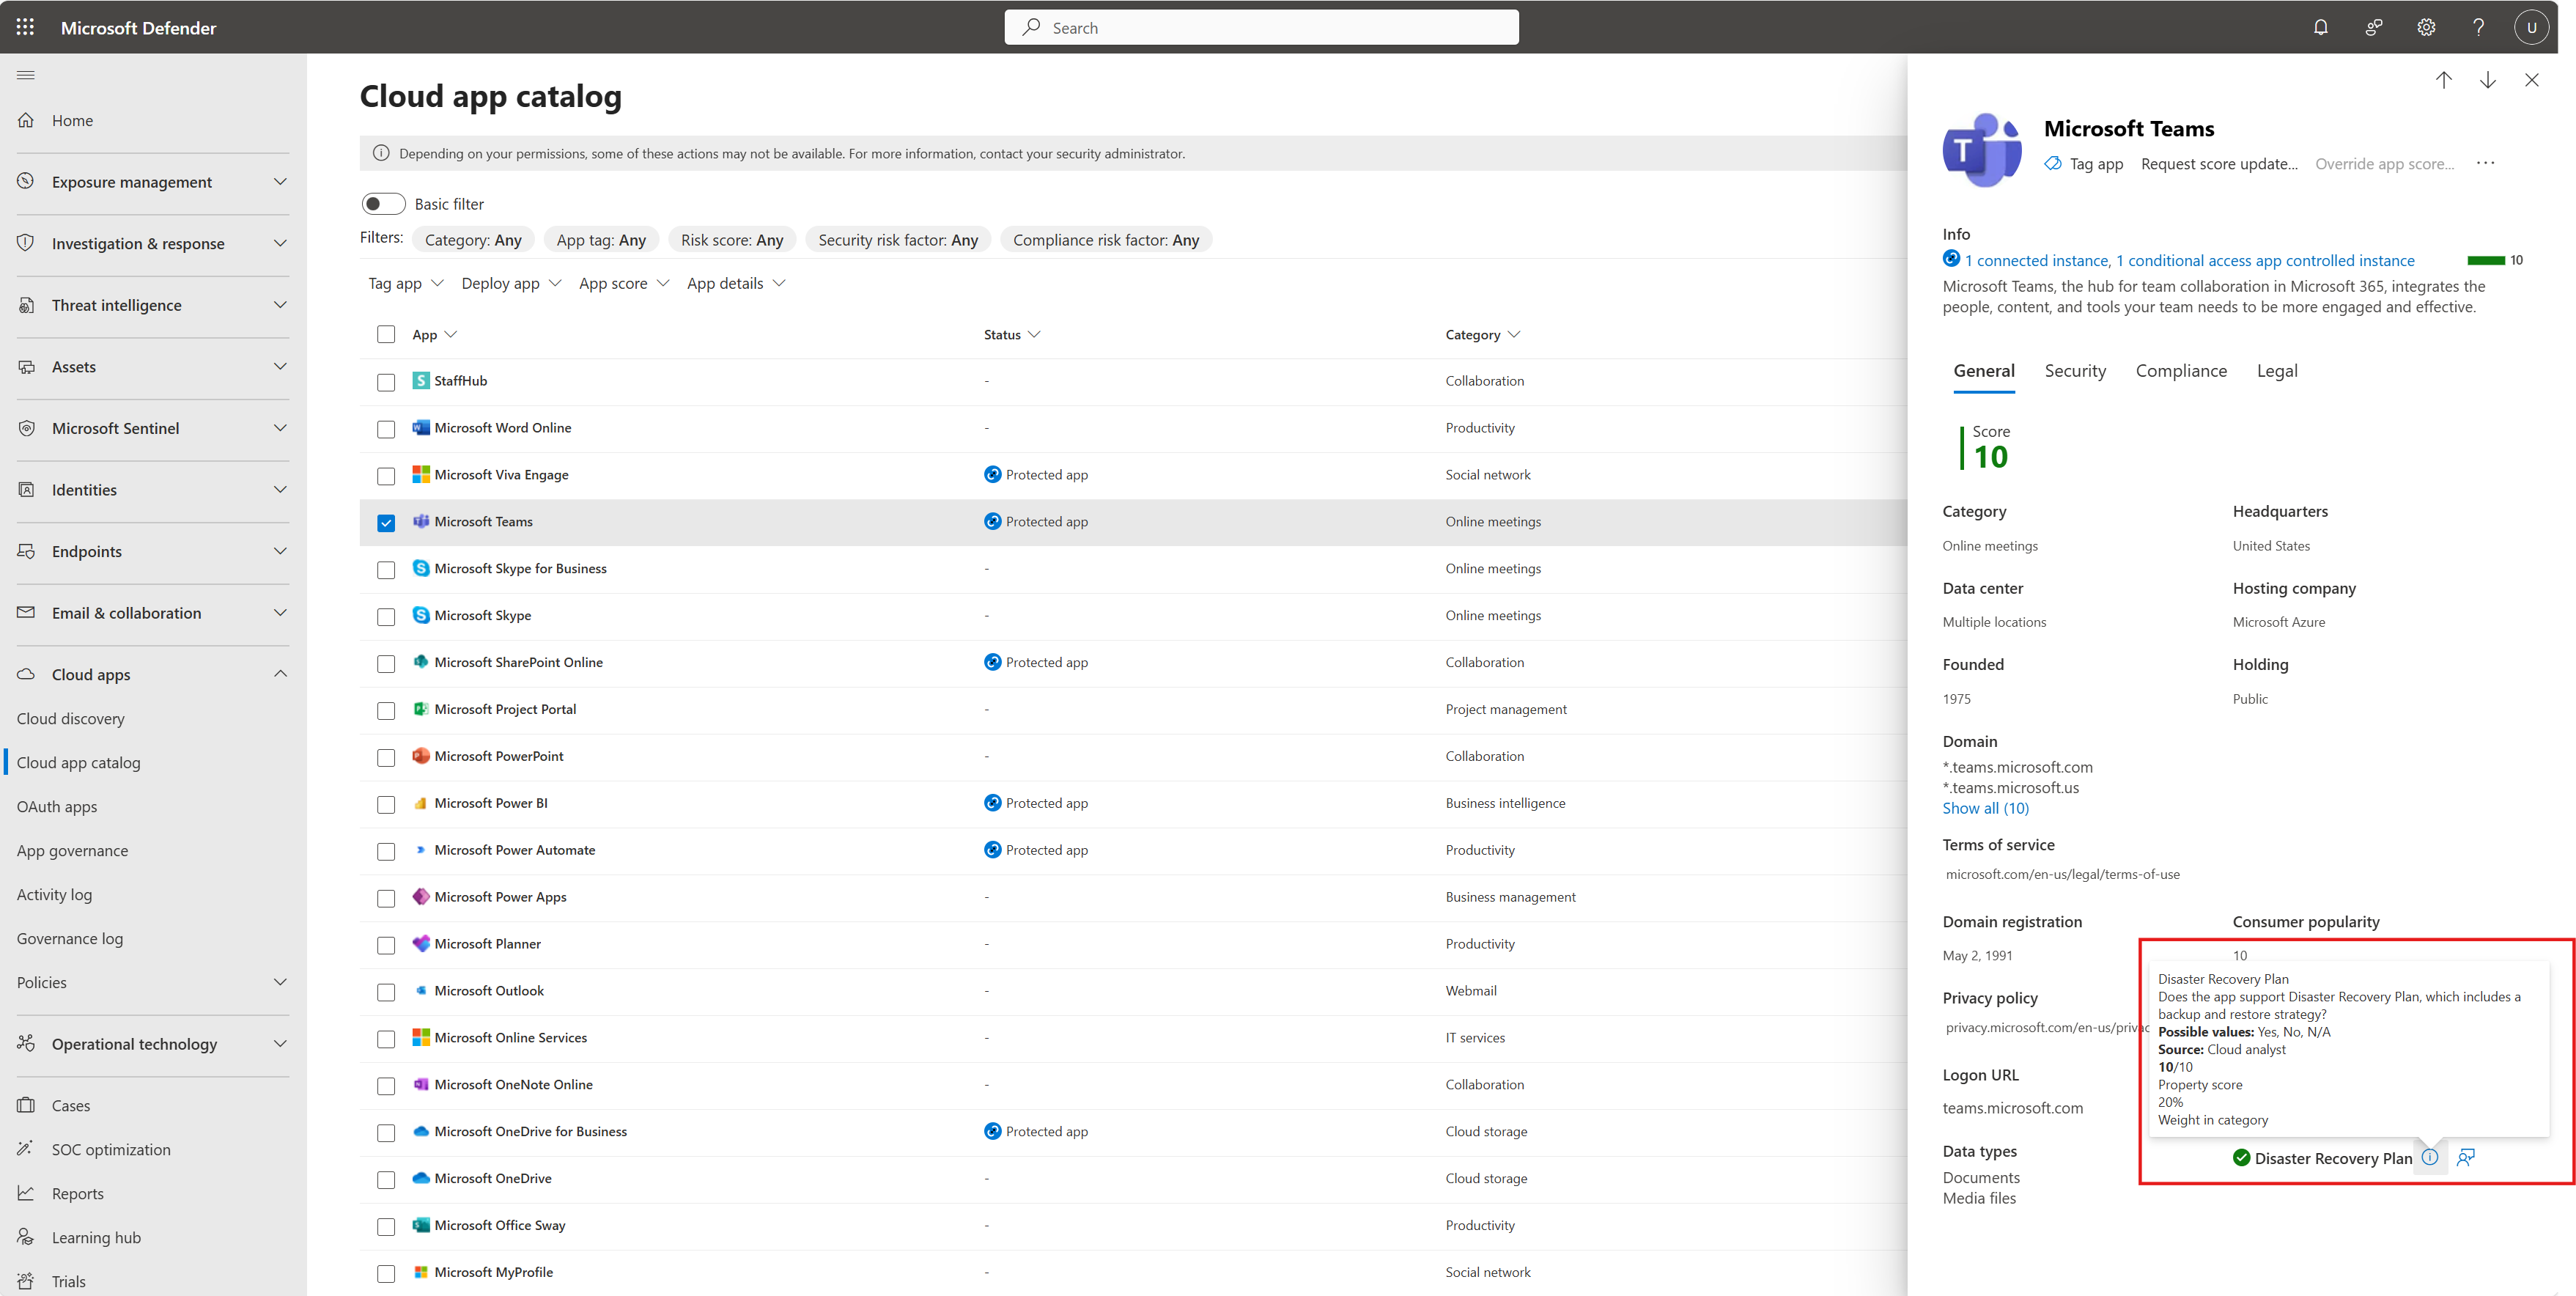 Microsoft Defender
Search
U
Home
Exposure management
Investigation & response
Threat intelligence
Assets
Microsoft Sentinel
Identities
Endpoints
Email & collaboration
Cloud apps
Cloud discovery
Cloud app catalog
OAuth apps
App governance
Activity log
Governance log
Policies
Operational technology
Cases
SOC optimization
Reports
Learning hub
Trials
Cloud app catalog
Depending on your permissions, some of these actions may not be available. For more information, contact your security administrator.
Basic filter
Filters: Category: Any App tag: Any Risk score: Any Security risk factor: Any Compliance risk factor: Any
Tag app Deploy app App score App details
App Status Category
StaffHub - Collaboration
Microsoft Word Online - Productivity
Microsoft Viva Engage Protected app Social network
Microsoft Teams Protected app Online meetings
Microsoft Skype for Business - Online meetings
Microsoft Skype - Online meetings
Microsoft SharePoint Online Protected app Collaboration
Microsoft Project Portal - Project management
Microsoft PowerPoint - Collaboration
Microsoft Power BI Protected app Business intelligence
Microsoft Power Automate Protected app Productivity
Microsoft Power Apps - Business management
Microsoft Planner - Productivity
Microsoft Outlook - Webmail
Microsoft Online Services - IT services
Microsoft OneNote Online - Collaboration
Microsoft OneDrive for Business Protected app Cloud storage
Microsoft OneDrive - Cloud storage
Microsoft Office Sway - Productivity
Microsoft MyProfile - Social network
Microsoft Teams
Tag app Request score update... Override app score... ...
Info
1 connected instance, 1 conditional access app controlled instance 10
Microsoft Teams, the hub for team collaboration in Microsoft 365, integrates the
people, content, and tools your team needs to be more engaged and effective.
General Security Compliance Legal
Score
10
Category Headquarters
Online meetings United States
Data center Hosting company
Multiple locations Microsoft Azure
Founded Holding
1975 Public
Domain
*.teams.microsoft.com
*.teams.microsoft.us
Show all (10)
Terms of service
microsoft.com/en-us/legal/terms-of-use
Domain registration Consumer popularity
May 2, 1991 10
Privacy policy
privacy.microsoft.com/en-us/privac
Logon URL
teams.microsoft.com
Data types
Documents
Media files
Disaster Recovery Plan
Does the app support Disaster Recovery Plan, which includes a
backup and restore strategy?
Possible values: Yes, No, N/A
Source: Cloud analyst
10/10
Property score
20%
Weight in category
Disaster Recovery Plan